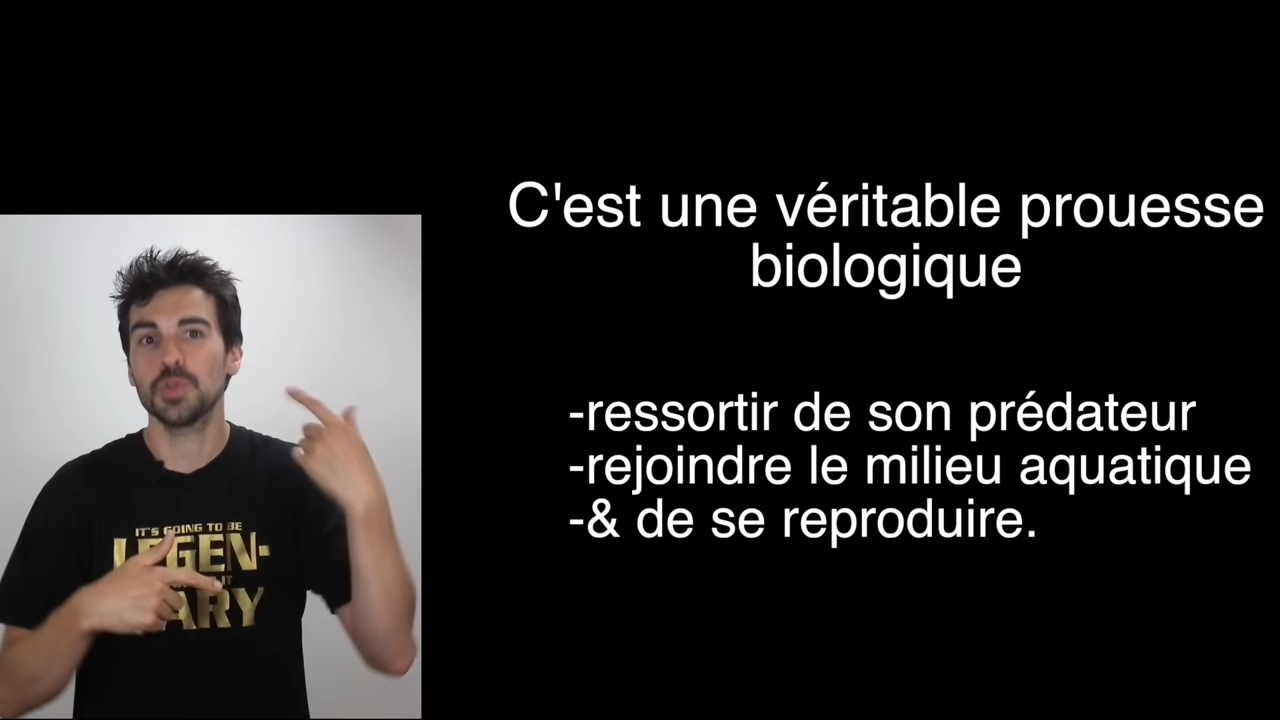 C'est une véritable prouesse
biologique
-ressortir de son prédateur
-rejoindre le milieu aquatique
-& de se reproduire.
IT'S GOING TO BE
LEGEN-
IT
ARY